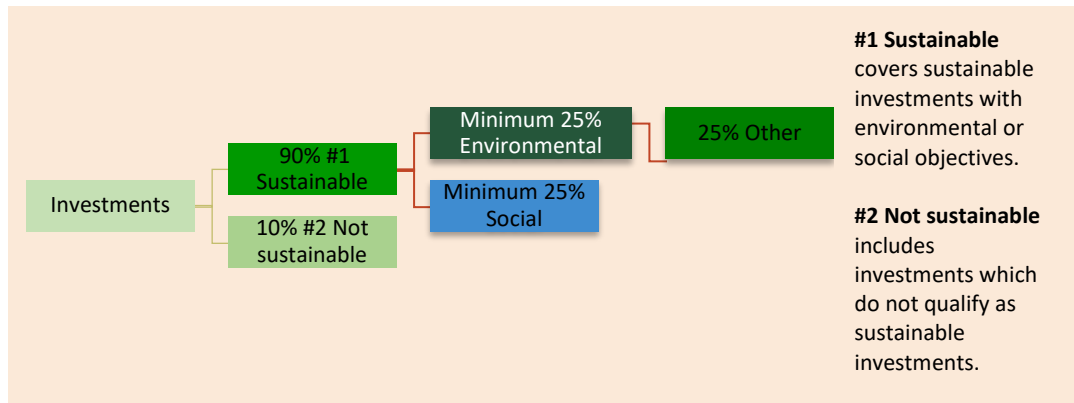 Investments
90% #1
Sustainable
10% #2 Not
sustainable
Minimum 25%
Environmental
Minimum 25%
Social
25% Other
#1 Sustainable
covers sustainable
investments with
environmental or
social objectives.
#2 Not sustainable
includes
investments which
do not qualify as
sustainable
investments.